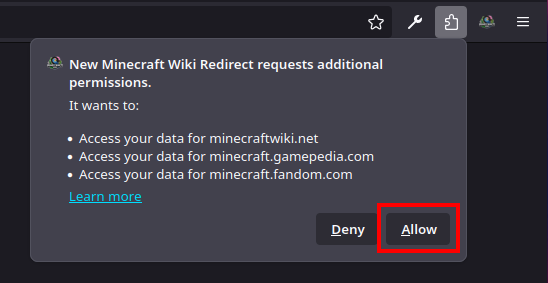 New Minecraft Wiki Redirect requests additional
permissions.
It wants to:
• Access your data for minecraftwiki.net
• Access your data for minecraft.gamepedia.com
• Access your data for minecraft.fandom.com
Learn more
Deny Allow